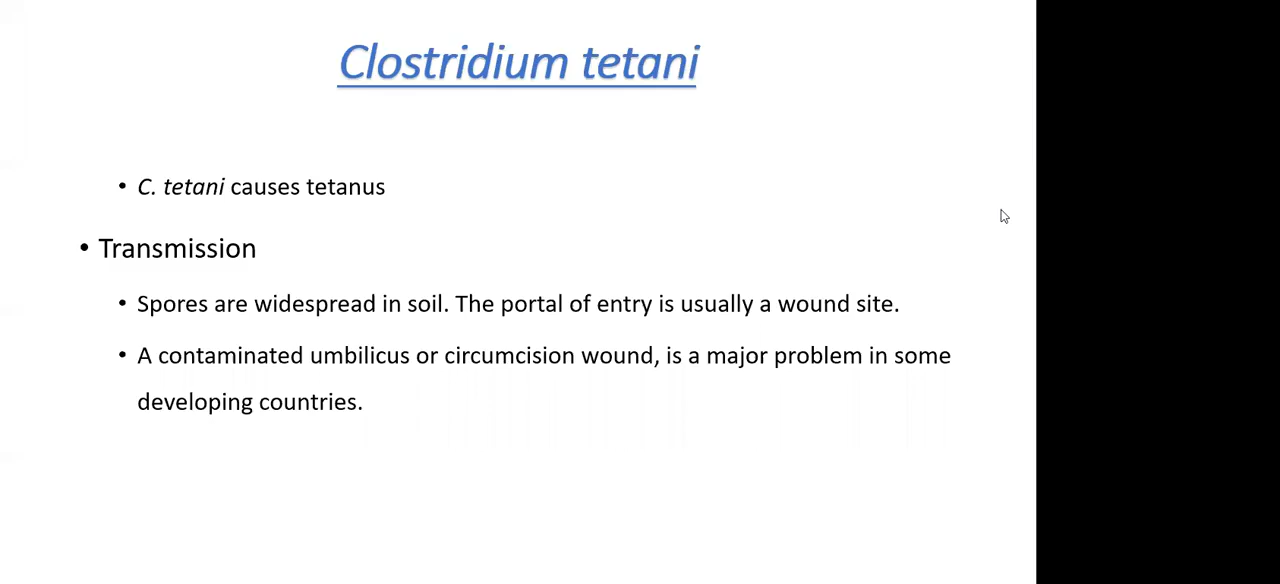 Clostridium tetani
• C. tetani causes tetanus
• Transmission
• Spores are widespread in soil. The portal of entry is usually a wound site.
• A contaminated umbilicus or circumcision wound, is a major problem in some
developing countries.